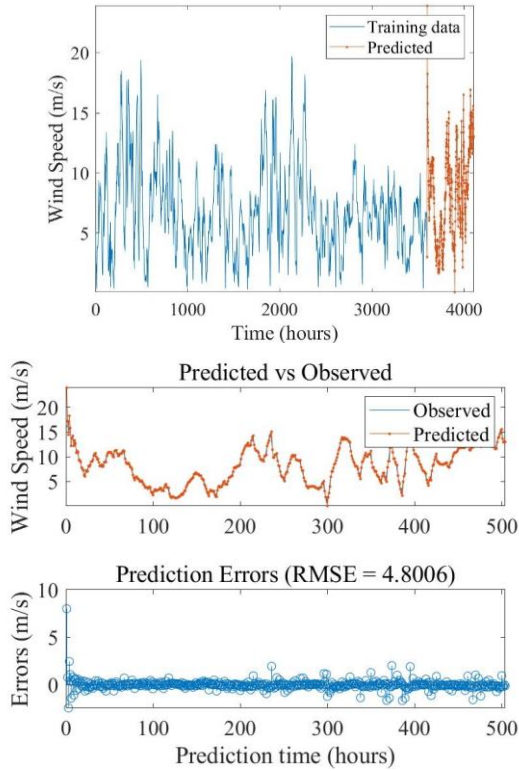 20
15
10
5
Wind Speed (m/s)
Training data
Predicted
0
1000
2000
3000
4000
Time (hours)
Predicted vs Observed
20
15
10
5
Wind Speed (m/s)
Observed
Predicted
0
100
200
300
400
500
Prediction Errors (RMSE = 4.8006)
10
5
0
Errors (m/s)
0
100
200
300
400
500
Prediction time (hours)